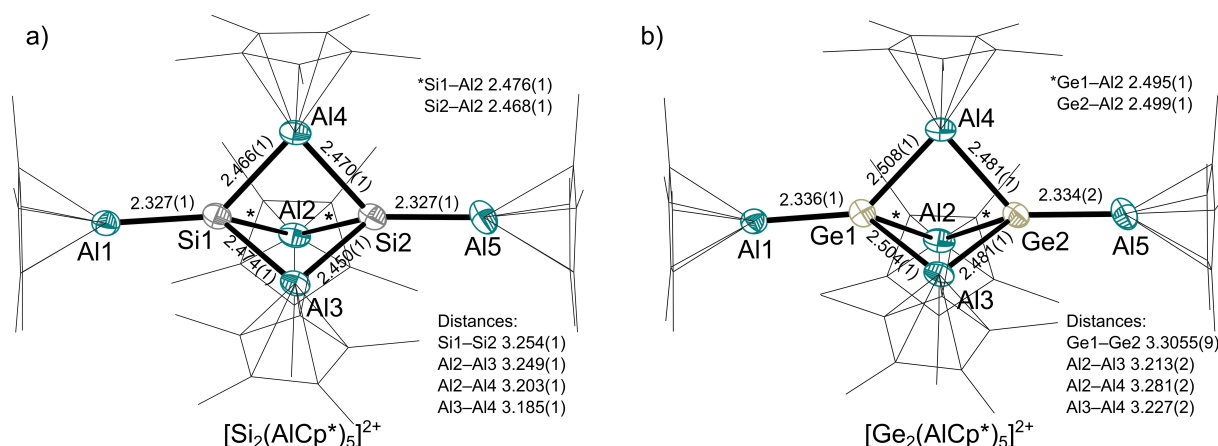 a)
*Si1–Al2 2.476(1)
Si2–Al2 2.468(1)
Al4
2.466(1)
2.470(1)
2.327(1)
2.327(1)
*
*
Al2
Al1
Si1
Si2
Al5
2.474(1)
2.450(1)
Al3
Distances:
Si1–Si2 3.254(1)
Al2–Al3 3.249(1)
Al2–Al4 3.203(1)
Al3–Al4 3.185(1)
[Si2(AlCp*)5]2+
b)
*Ge1–Al2 2.495(1)
Ge2–Al2 2.499(1)
Al4
2.508(1)
2.481(1)
2.336(1)
2.334(2)
*
*
Al2
Al1
Ge1
Ge2
Al5
2.504(1)
2.481(1)
Al3
Distances:
Ge1–Ge2 3.3055(9)
Al2–Al3 3.213(2)
Al2–Al4 3.281(2)
Al3–Al4 3.227(2)
[Ge2(AlCp*)5]2+